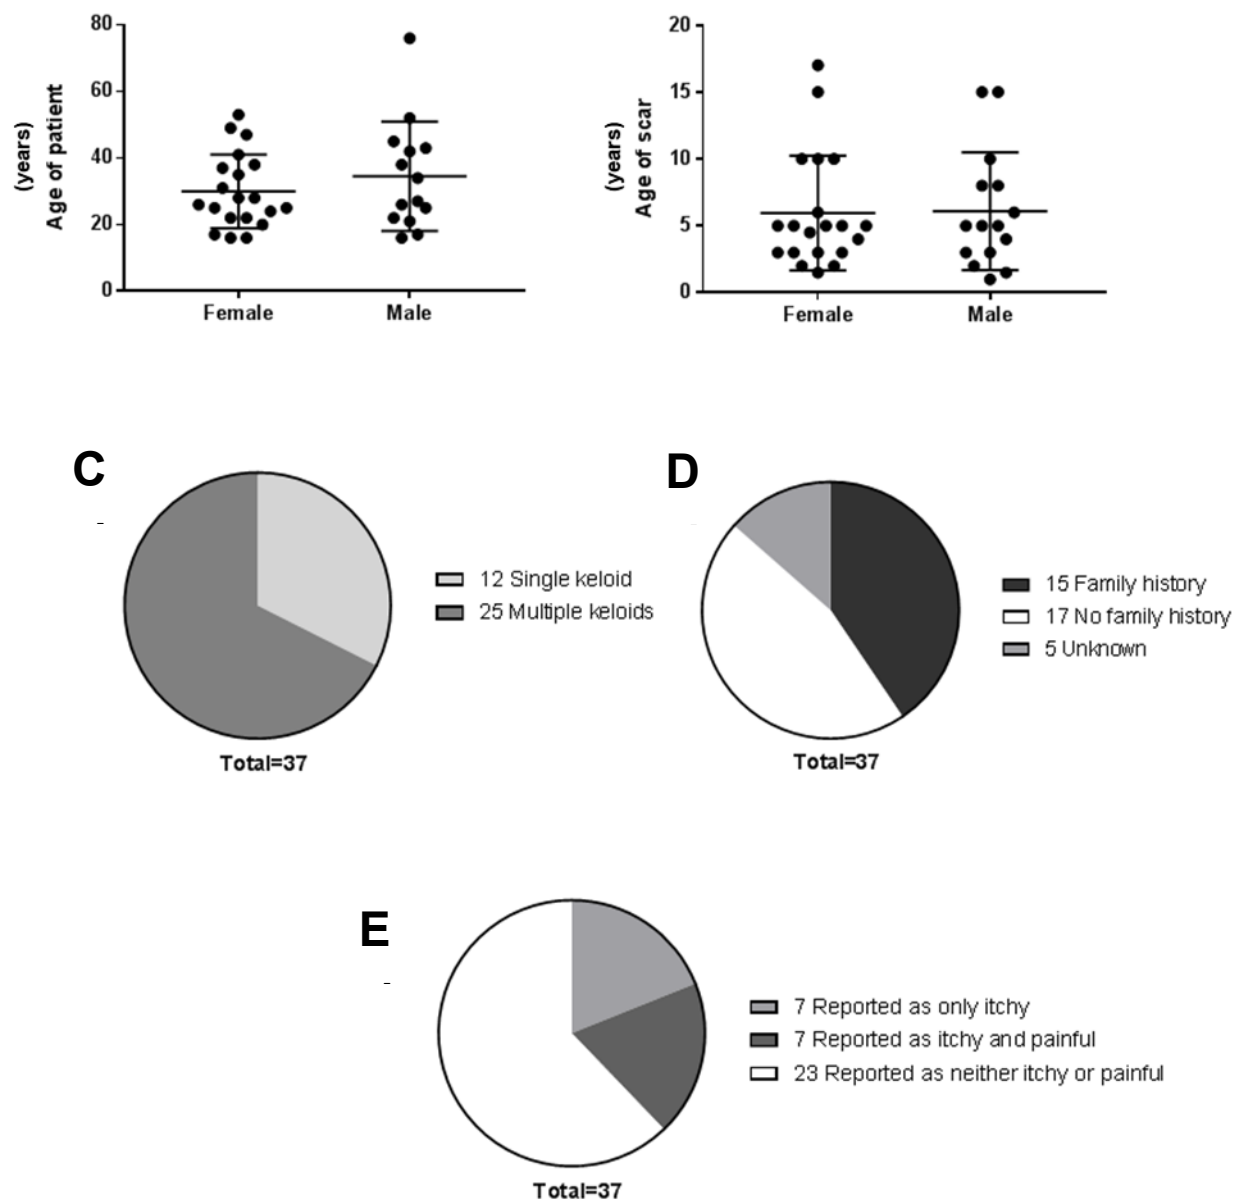 80
60
40
20
0
(years)
Age of patient
Female
Male
20
15
10
5
0
(years)
Age of scar
Female
Male
C
12 Single keloid
25 Multiple keloids
Total=37
D
15 Family history
17 No family history
5 Unknown
Total=37
E
7 Reported as only itchy
7 Reported as itchy and painful
23 Reported as neither itchy or painful
Total=37